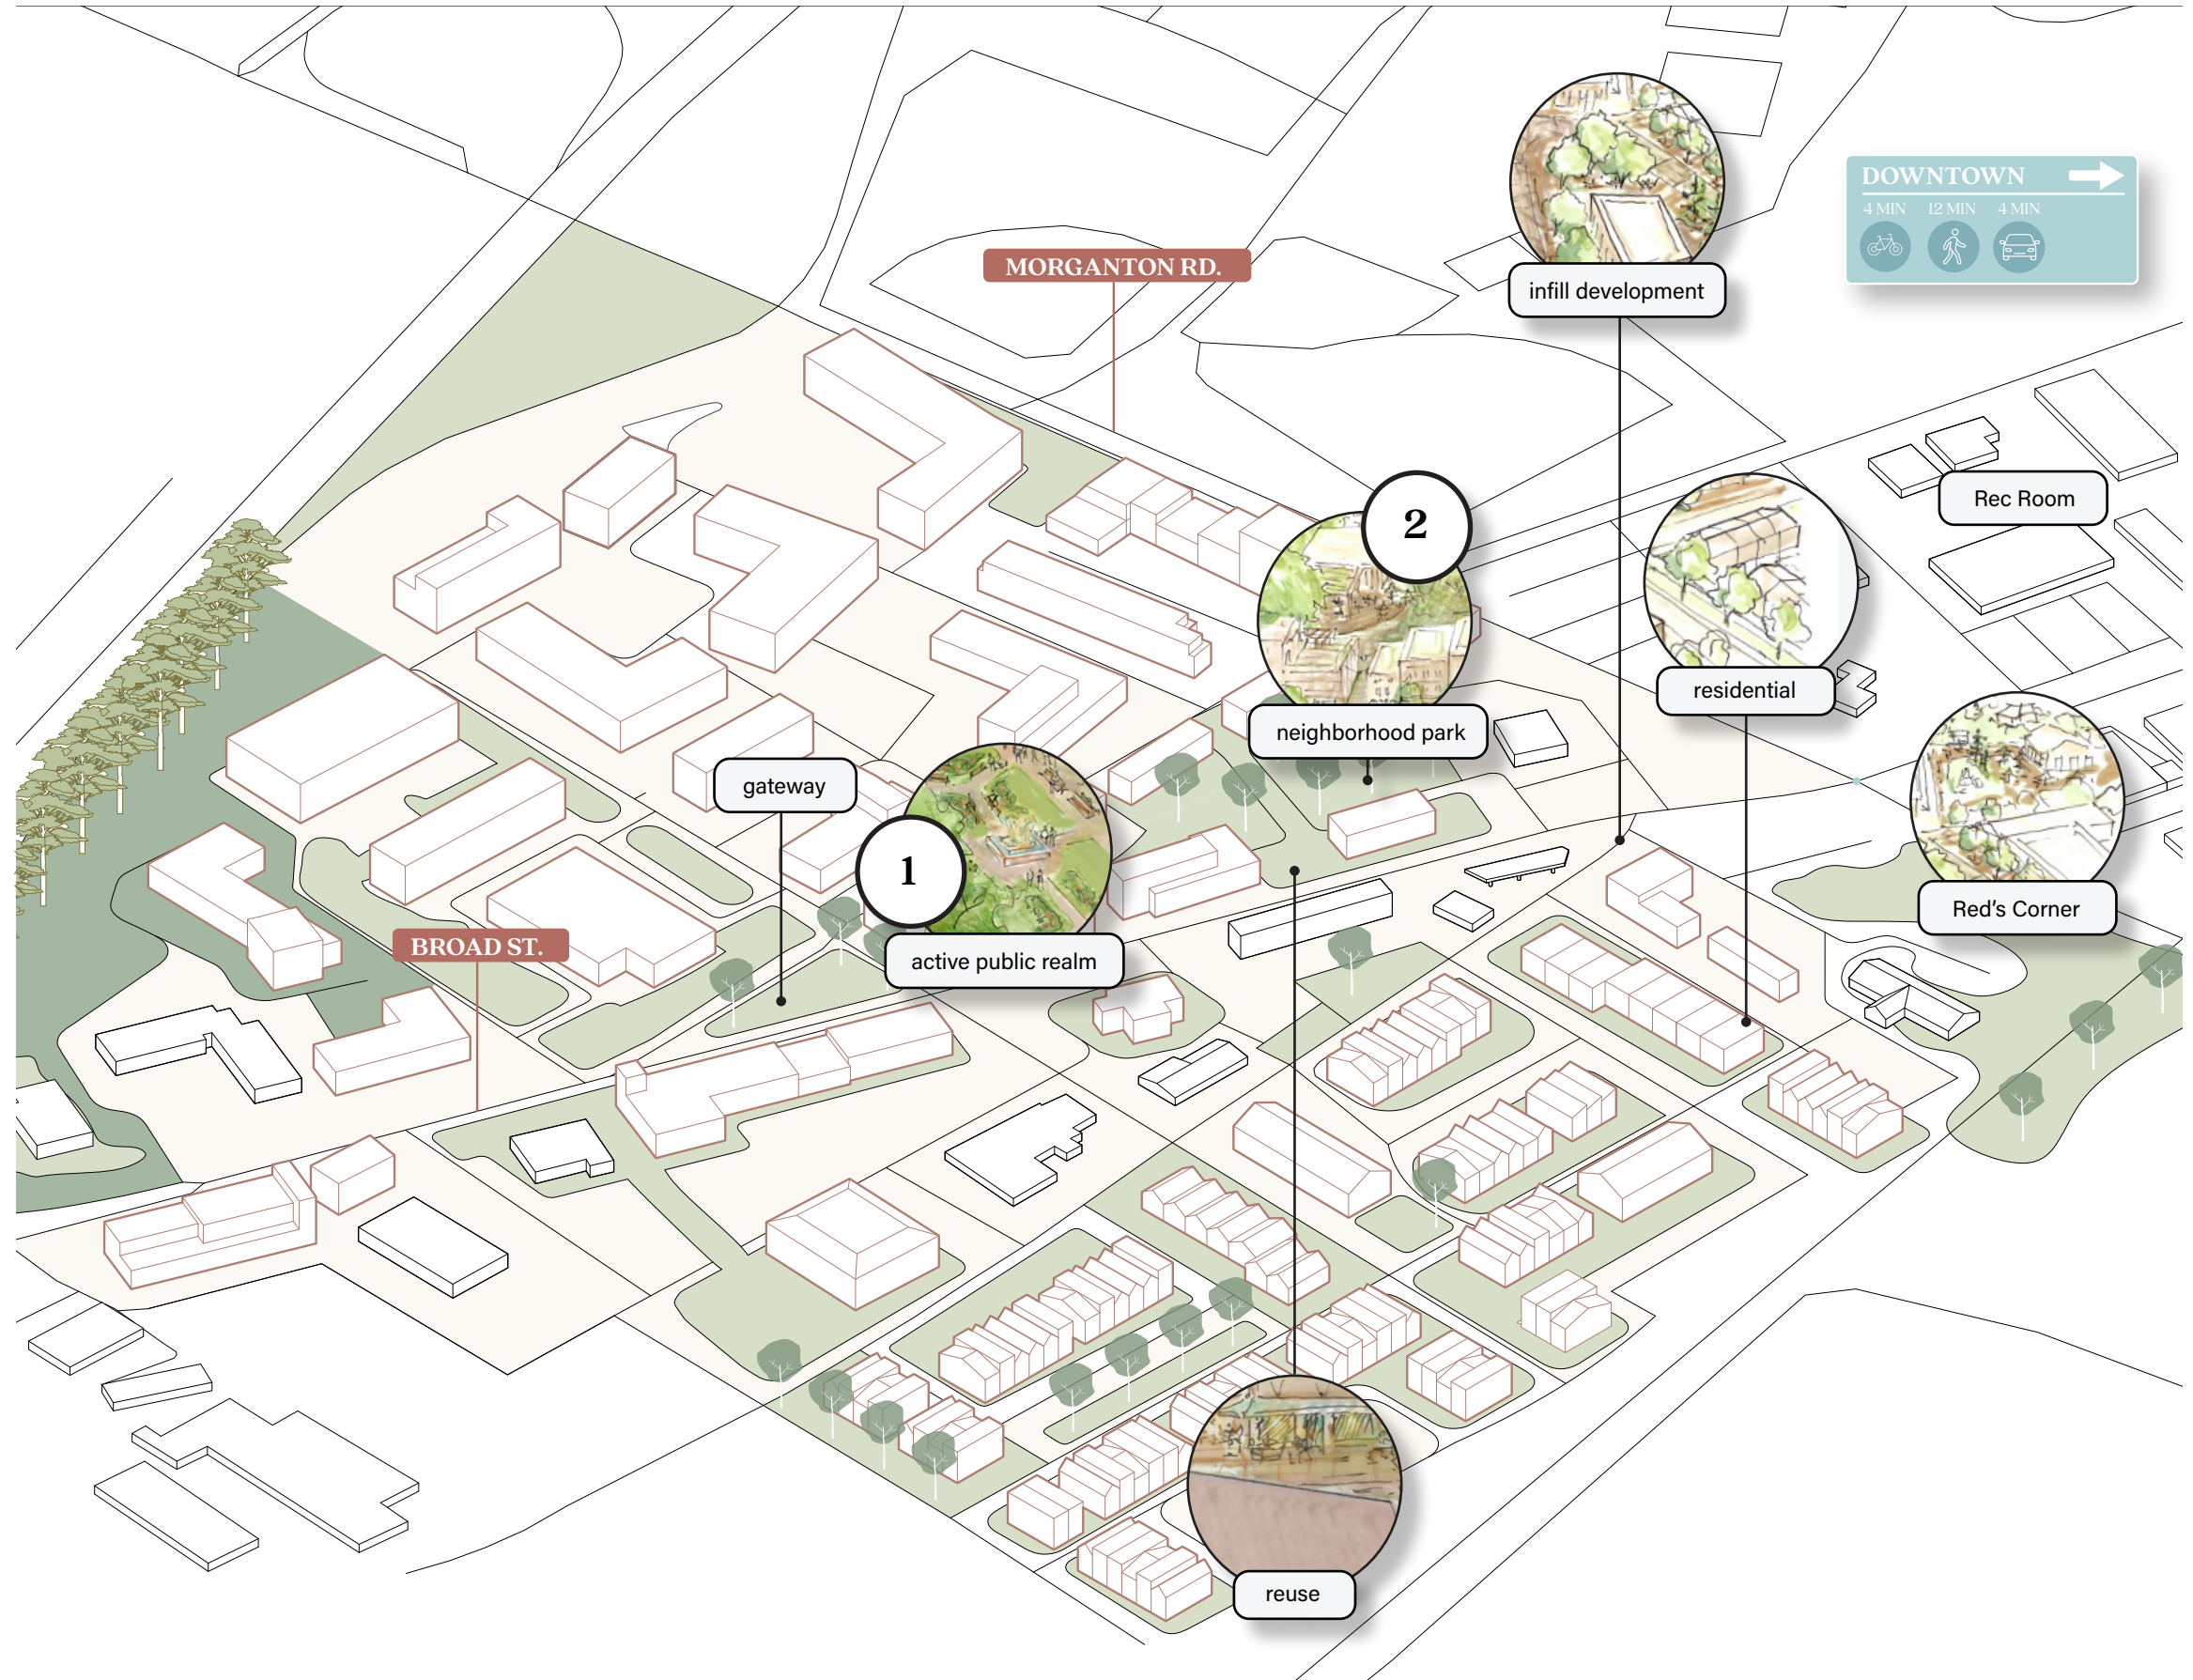 DOWNTOWN
4 MIN 12 MIN 4 MIN
MORGANTON RD.
infill development
Rec Room
2
residential
neighborhood park
gateway
1
Red's Corner
BROAD ST.
active public realm
reuse